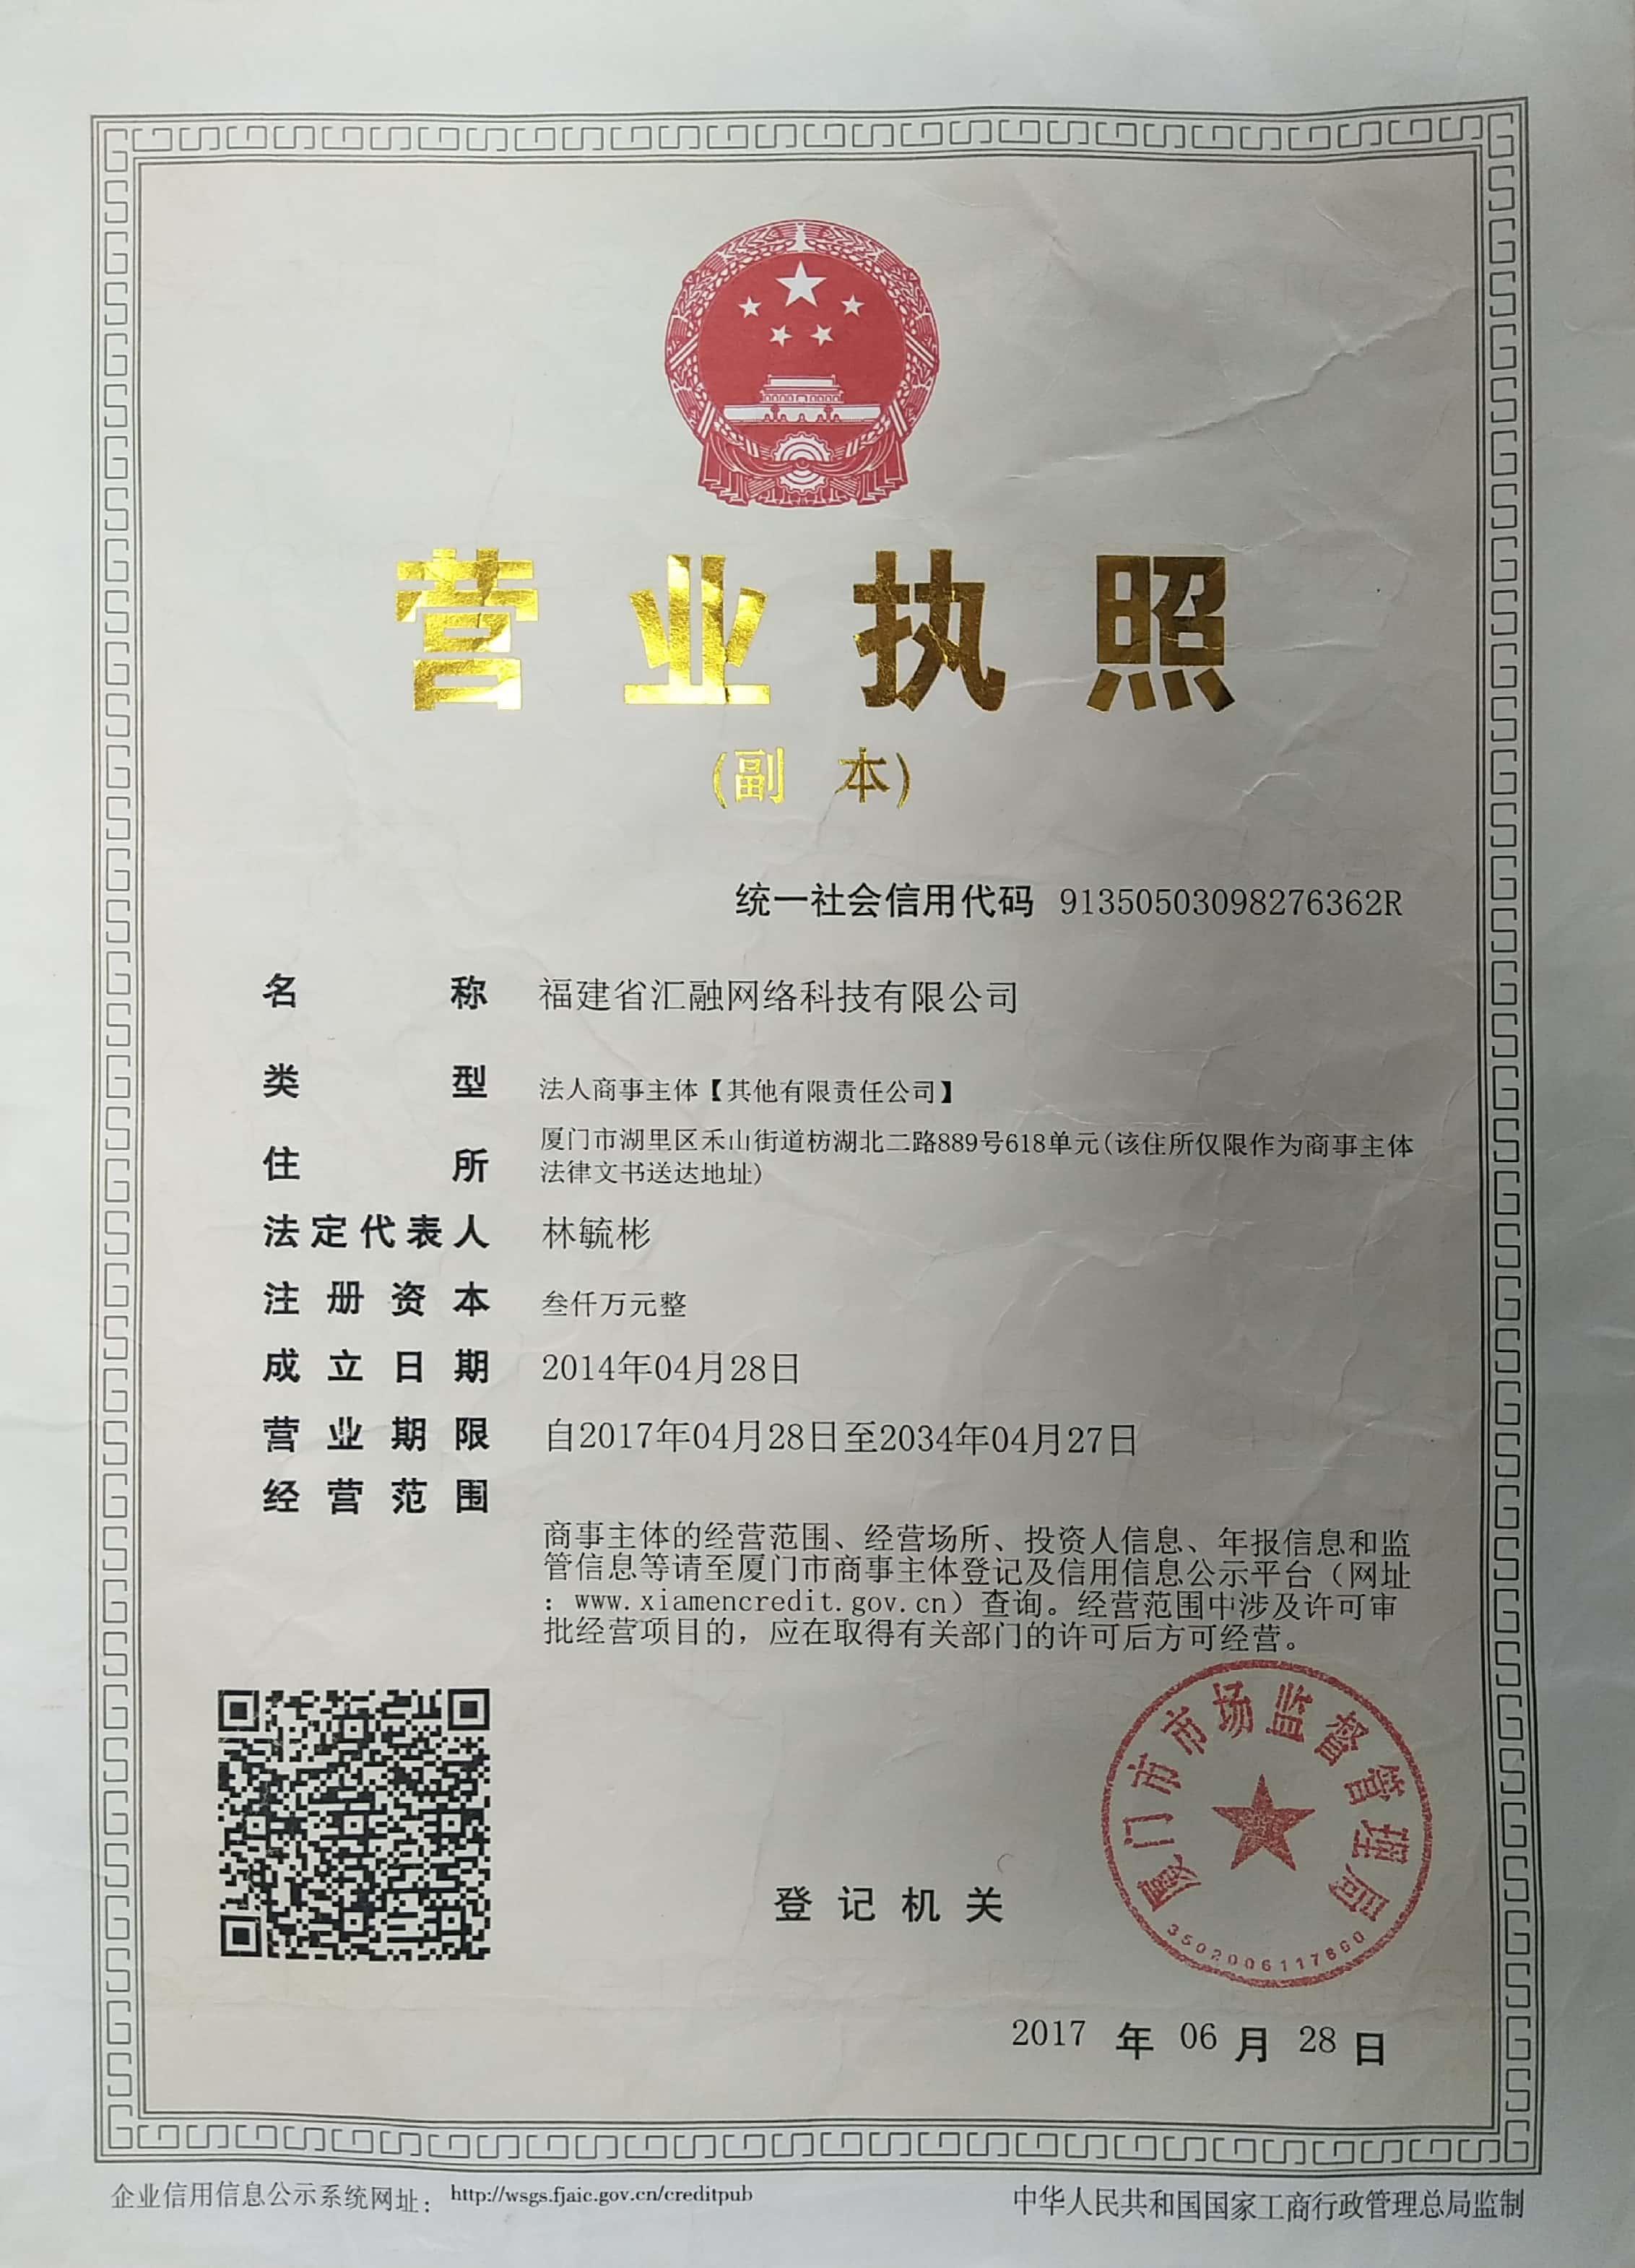 营业执照
(副 本)
统一社会信用代码 91350503098276362R
名 称 福建省汇融网络科技有限公司
类 型 法人商事主体【其他有限责任公司】
住 所 厦门市湖里区禾山街道枋湖北二路889号618单元(该住所仅限作为商事主体
法律文书送达地址)
法定代表人 林毓彬
注册资本 叁仟万元整
成立日期 2014年04月28日
营业期限 自2017年04月28日至2034年04月27日
经营范围
商事主体的经营范围、经营场所、投资人信息、年报信息和监
管信息等请至厦门市商事主体登记及信用信息公示平台（网址
：www.xiamencredit.gov.cn）查询。经营范围中涉及许可审
批经营项目的，应在取得有关部门的许可后方可经营。
厦门市市场监督管理局
登记机关
2017 年 06 月 28 日
企业信用信息公示系统网址： http://wsgs.fjaic.gov.cn/creditpub
中华人民共和国国家工商行政管理总局监制